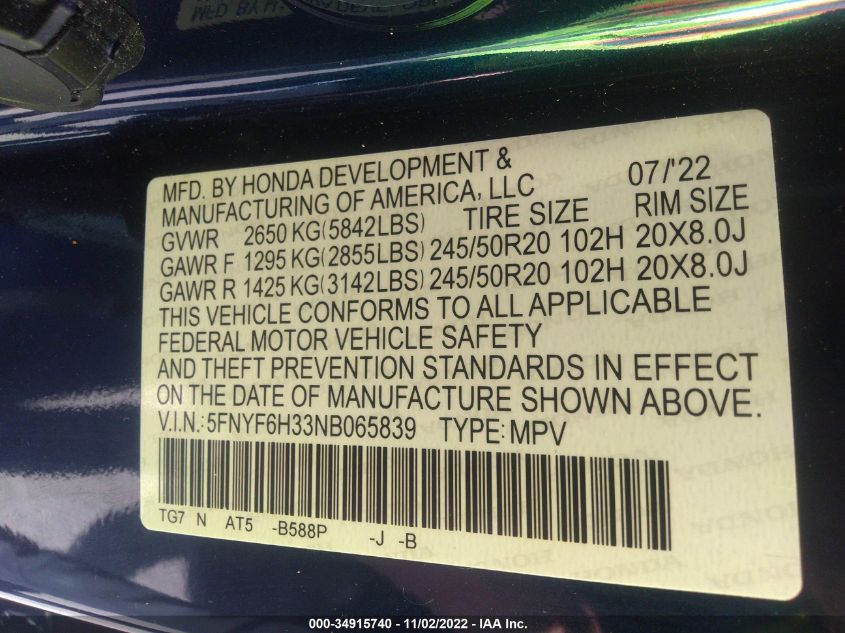 MFD. BY HONDA DEVELOPMENT & 07/'22
MANUFACTURING OF AMERICA, LLC
GVWR 2650 KG(5842LBS) TIRE SIZE RIM SIZE
GAWR F 1295 KG(2855LBS) 245/50R20 102H 20X8.0J
GAWR R 1425 KG(3142LBS) 245/50R20 102H 20X8.0J
THIS VEHICLE CONFORMS TO ALL APPLICABLE
FEDERAL MOTOR VEHICLE SAFETY
AND THEFT PREVENTION STANDARDS IN EFFECT
ON THE DATE OF MANUFACTURE SHOWN ABOVE.
V.I.N.: 5FNYF6H33NB065839 TYPE: MPV
TG7 N AT5 -B588P -J -B
000-34915740 - 11/02/2022 - IAA Inc.